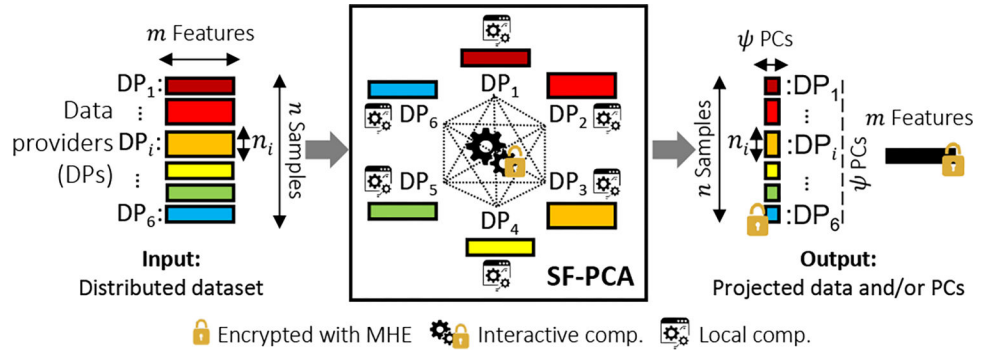 m Features
DP1:
Data
providers
(DPs)
⋮
DPi:
⋮
DP6:
ni
n Samples
Input:
Distributed dataset
DP1
DP2
DP3
DP4
DP5
DP6
SF-PCA
ψ PCs
n Samples
ni
:DP1
⋮
:DPi
⋮
:DP6
ψ PCs
m Features
Output:
Projected data and/or PCs
Encrypted with MHE
Interactive comp.
Local comp.